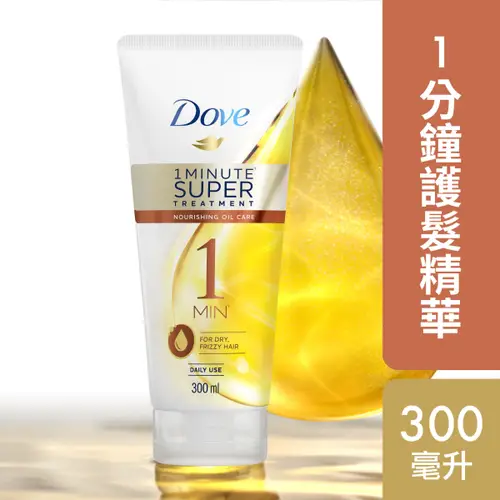 Dove
1 MINUTE
SUPER
TREATMENT
NOURISHING OIL CARE
1
MIN
FOR DRY,
FRIZZY HAIR
DAILY USE
300 ml
1分鐘護髮精華
300
毫升